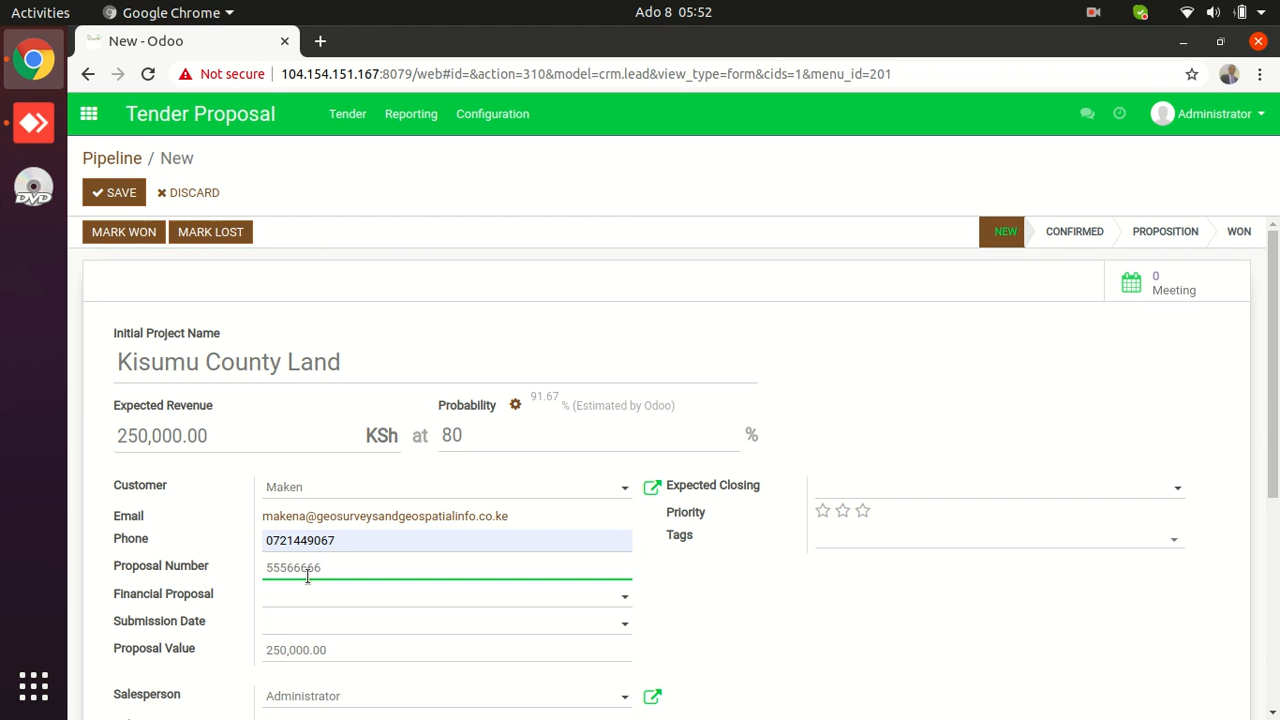 Activities
Google Chrome
Ado 8 05:52
New - Odoo
Not secure
104.154.151.167:8079/web#id=&action=310&model=crm.lead&view_type=form&cids=1&menu_id=201
Tender Proposal
Tender
Reporting
Configuration
Administrator
Pipeline / New
SAVE
DISCARD
MARK WON
MARK LOST
NEW
CONFIRMED
PROPOSITION
WON
0
Meeting
Initial Project Name
Kisumu County Land
Expected Revenue
Probability
91.67
% (Estimated by Odoo)
250,000.00
KSh at 80 %
Customer
Maken
Expected Closing
Email
makena@geosurveysandgeospatialinfo.co.ke
Priority
Phone
0721449067
Tags
Proposal Number
55566666
Financial Proposal
Submission Date
Proposal Value
250,000.00
Salesperson
Administrator
DVD